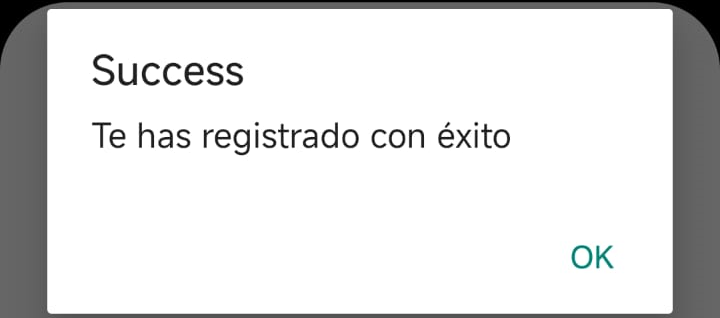 Success
Te has registrado con éxito
OK